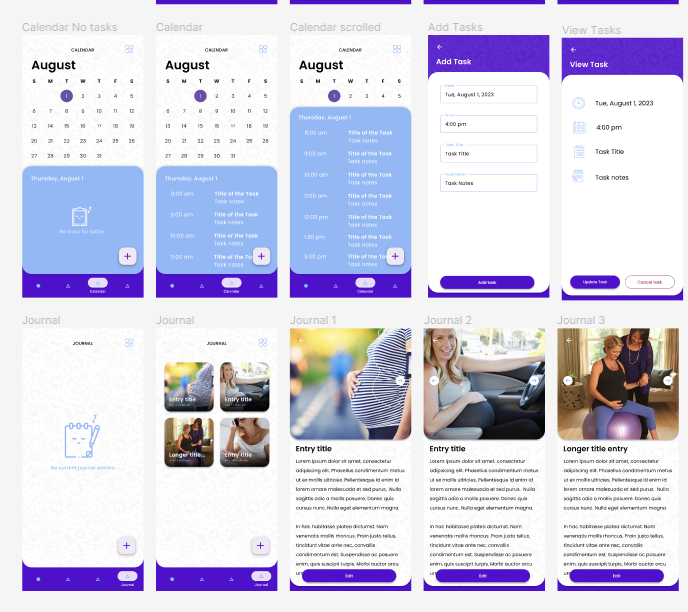 Calendar No tasks
CALENDAR
August
S M T W T F S
1 2 3 4 5
6 7 8 9 10 11 12
13 14 15 16 17 18 19
20 21 22 23 24 25 26
27 28 29 30 31
Thursday, August 1
No tasks for today
Calendar
Calendar
CALENDAR
August
S M T W T F S
1 2 3 4 5
6 7 8 9 10 11 12
13 14 15 16 17 18 19
20 21 22 23 24 25 26
27 28 29 30 31
Thursday, August 1
Title of the Task
Task notes
9:00 am Title of the Task
Task notes
10:00 am Title of the Task
Task notes
11:00 am Title of the Tas
Task notes
Calendar
Calendar scrolled
CALENDAR
August
S M T W T F S
1 2 3 4 5
Thursday, August 1
8:00 am Title of the Task
Task notes
9:00 am Title of the Task
Task notes
10:00 am Title of the Task
Task notes
11:00 am Title of the Task
Task notes
12:00 pm Title of the Task
Task notes
1:30 pm Title of the Task
Task notes
3:00 pm Title of the Tas
Task notes
Calendar
Add Tasks
Add Task
Tue, August 1, 2023
4:00 pm
Task Title
Task Title
Task Notes
Add task
View Tasks
View Task
Tue, August 1, 2023
4:00 pm
Task Title
Task notes
Update Task
Cancel task
Journal
JOURNAL
No current journal entries
Journal
Journal
JOURNAL
Entry title
Entry title
Longer title...
Entry title
Journal
Journal 1
Entry title
Lorem ipsum dolor sit amet, consectetur
adipiscing elit. Phasellus condimentum metus
ut ex mollis ultricies. Pellentesque id enim id
lorem ornare malesuada et sed purus. Nulla
sagittis odio a mollis posuere. Donec quis
cursus nunc. Nulla eget elementum magna.
In hac habitasse platea dictumst. Nam
venenatis mollis rhoncus. Proin justo tellus,
tincidunt vitae ante nec, convallis
condimentum est. Suspendisse ac posuere
enim, quis suscipit turpis. Morbi auctor arcu
Edit
Journal 2
Entry title
Lorem ipsum dolor sit amet, consectetur
adipiscing elit. Phasellus condimentum metus
ut ex mollis ultricies. Pellentesque id enim id
lorem ornare malesuada et sed purus. Nulla
sagittis odio a mollis posuere. Donec quis
cursus nunc. Nulla eget elementum magna.
In hac habitasse platea dictumst. Nam
venenatis mollis rhoncus. Proin justo tellus,
tincidunt vitae ante nec, convallis
condimentum est. Suspendisse ac posuere
enim, quis suscipit turpis. Morbi auctor arcu
Edit
Journal 3
Longer title entry
Lorem ipsum dolor sit amet, consectetur
adipiscing elit. Phasellus condimentum metus
ut ex mollis ultricies. Pellentesque id enim id
lorem ornare malesuada et sed purus. Nulla
sagittis odio a mollis posuere. Donec quis
cursus nunc. Nulla eget elementum magna.
In hac habitasse platea dictumst. Nam
venenatis mollis rhoncus. Proin justo tellus,
tincidunt vitae ante nec, convallis
condimentum est. Suspendisse ac posuere
enim, quis suscipit turpis. Morbi auctor arcu
Edit